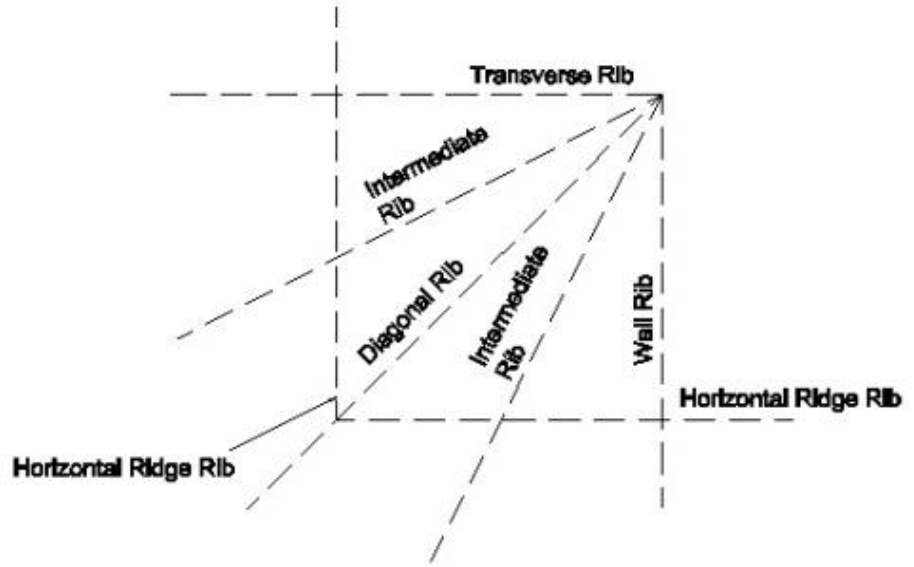 Transverse Rib
Intermediate
Rib
Diagonal Rib
Intermediate
Rib
Wall Rib
Horizontal Ridge Rib
Horizontal Ridge Rib